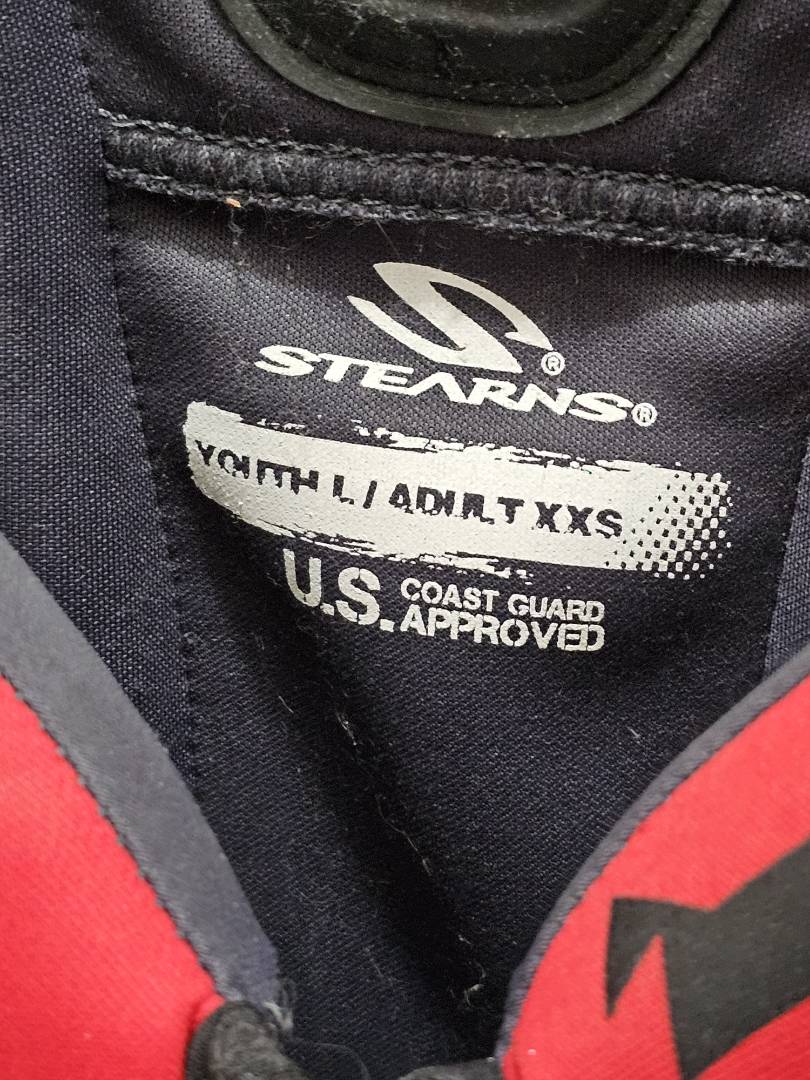 ®
STEARNS®
YOUTH L / ADULT XXS
U.S. COAST GUARD
APPROVED